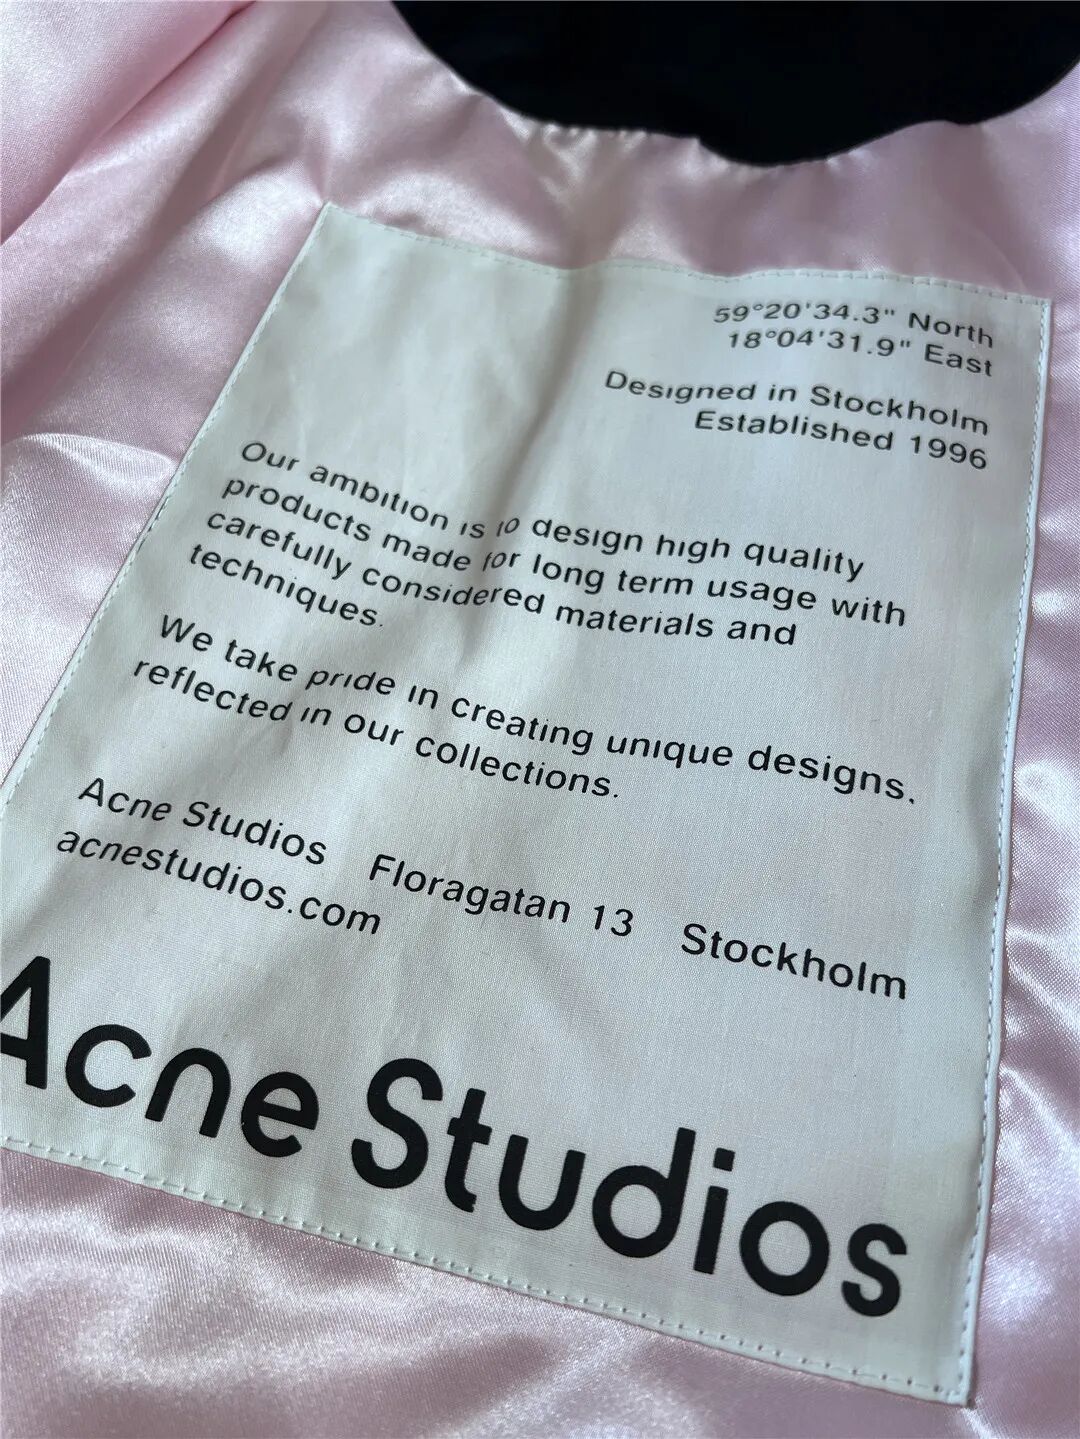 59°20'34.3" North
18°04'31.9" East
Designed in Stockholm
Established 1996
Our ambition is to design high quality
products made for long term usage with
carefully considered materials and
techniques.
We take pride in creating unique designs.
reflected in our collections.
Acne Studios Floragatan 13 Stockholm
acnestudios.com
Acne Studios